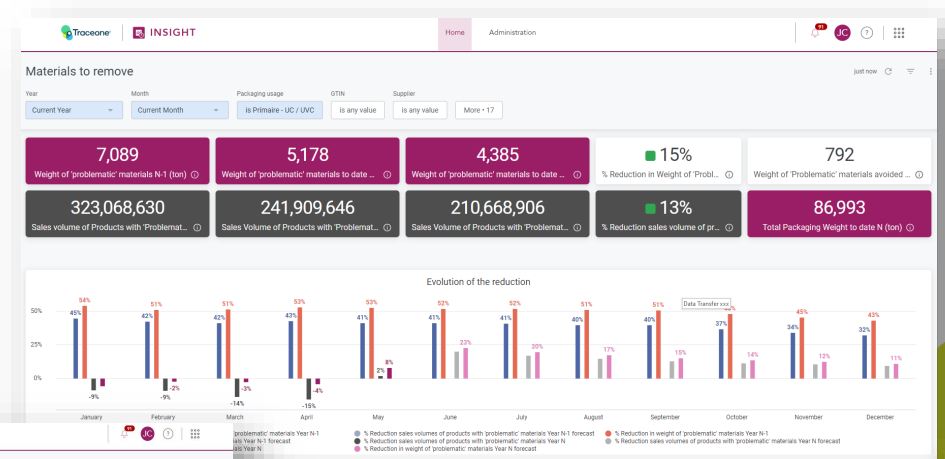 Traceone INSIGHT Home Administration 91 JC ?
Materials to remove just now
Year Month Packaging usage GTIN Supplier
Current Year Current Month is Primaire - UC / UVC is any value is any value More • 17
7,089 5,178 4,385 15% 792
Weight of 'problematic' materials N-1 (ton) Weight of 'problematic' materials to date ... Weight of 'problematic' materials to date ... % Reduction in Weight of 'Probl... Weight of 'Problematic' materials avoided ...
323,068,630 241,909,646 210,668,906 13% 86,993
Sales volume of Products with 'Problemat... Sales Volume of Products with 'Problemat... Sales Volume of Products with 'Problemat... % Reduction sales volume of pr... Total Packaging Weight to date N (ton)
Evolution of the reduction
54% 51% 51% 53% 53% 52% 52% 51% 51% Data Transfer xxx 45% 43%
50% 45% 42% 42% 43% 41% 41% 41% 40% 40% 37% 34% 32%
25% 23% 20% 17% 15% 14% 12% 11%
0% 2% 8%
-9% -9% -2% -14% -3% -15% -4%
January February March April May June July August September October November December
'problematic' materials Year N-1 % Reduction sales volumes of products with 'problematic' materials Year N-1 forecast % Reduction in weight of 'problematic' materials Year N-1
als Year N-1 forecast % Reduction sales volumes of products with 'problematic' materials Year N % Reduction sales volumes of products with 'problematic' materials Year N forecast
als Year N % Reduction in weight of 'problematic' materials Year N forecast
91 JC ?